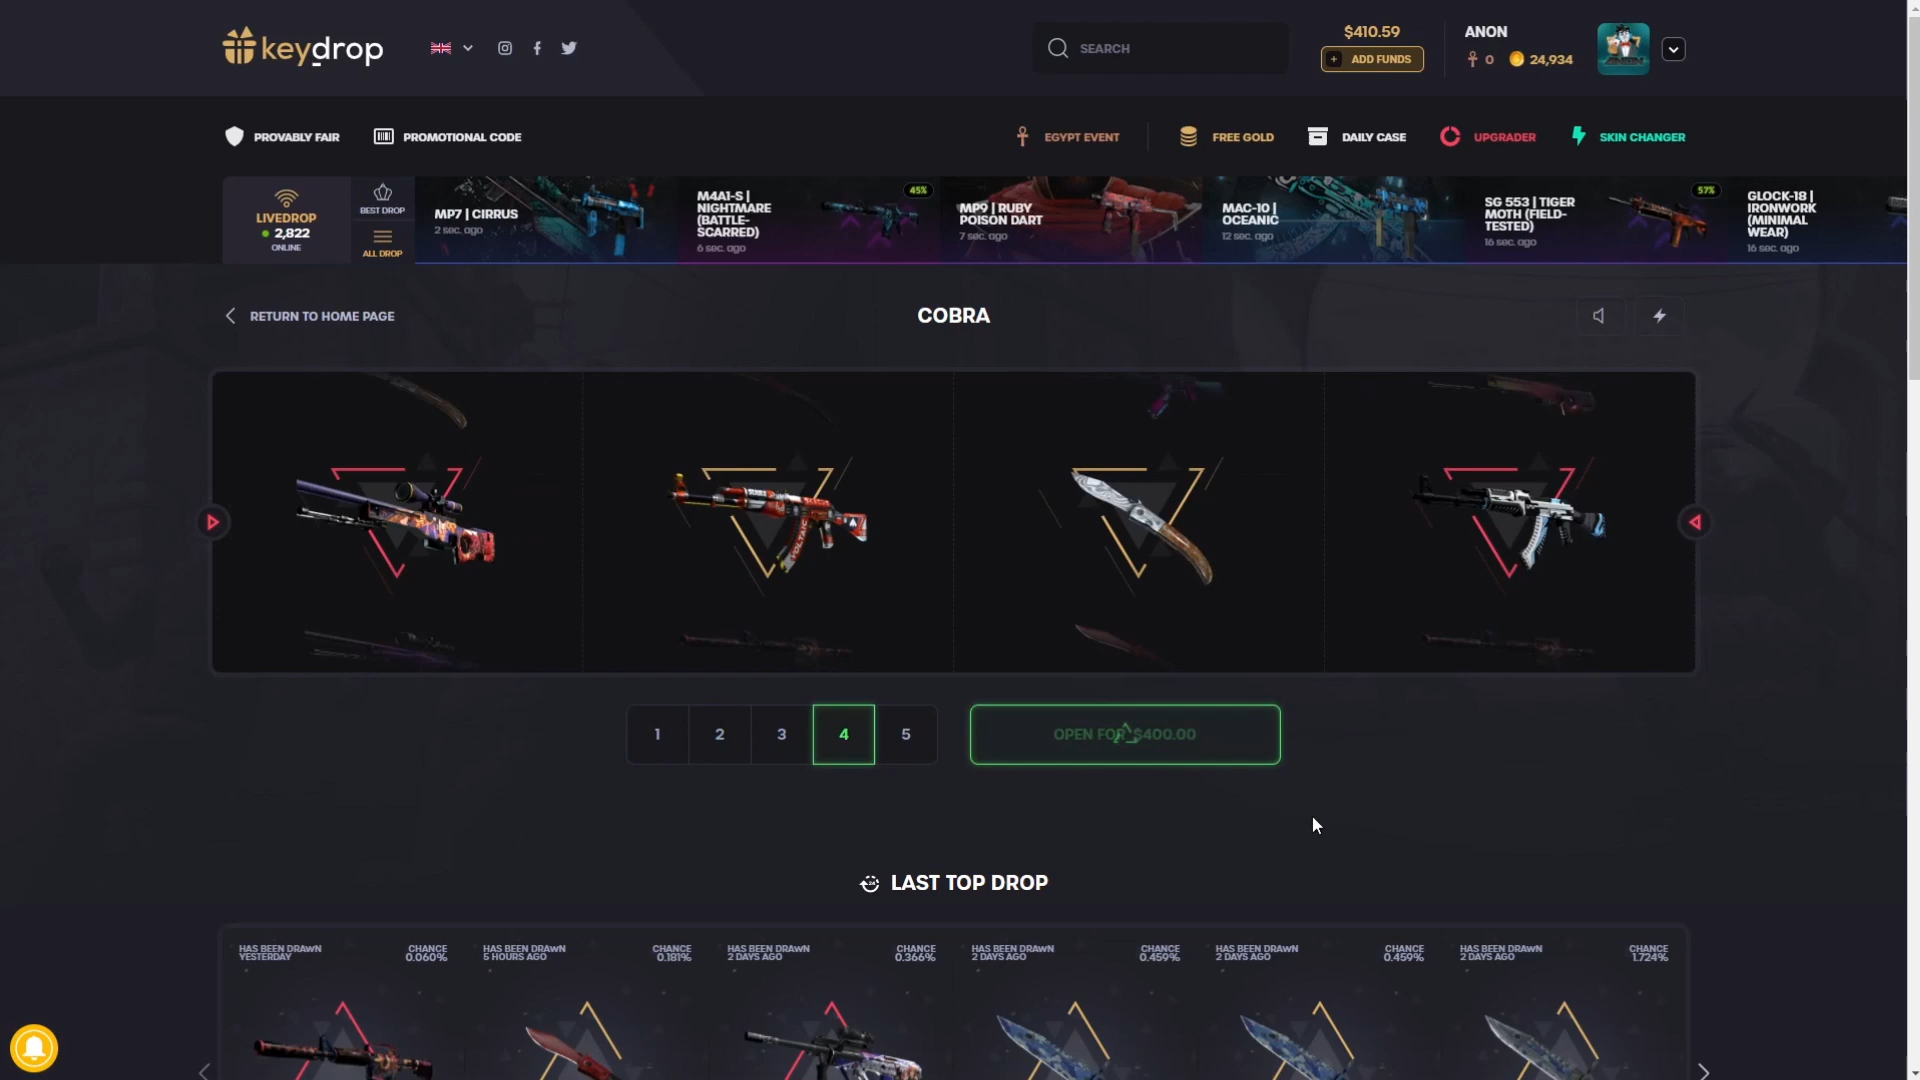 keydrop
SEARCH
$410.59
+ ADD FUNDS
ANON
0
24,934
PROVABLY FAIR
PROMOTIONAL CODE
EGYPT EVENT
FREE GOLD
DAILY CASE
UPGRADER
SKIN CHANGER
LIVEDROP
2,822
ONLINE
BEST DROP
ALL DROP
MP7 | CIRRUS
2 sec. ago
M4A1-S |
NIGHTMARE
(BATTLE-
SCARRED)
6 sec. ago
45%
MP9 | RUBY
POISON DART
7 sec. ago
MAC-10 |
OCEANIC
12 sec. ago
SG 553 | TIGER
MOTH (FIELD-
TESTED)
16 sec. ago
57%
GLOCK-18 |
IRONWORK
(MINIMAL
WEAR)
16 sec. ago
RETURN TO HOME PAGE
COBRA
VOLTAIC
1
2
3
4
5
OPEN FOR $400.00
LAST TOP DROP
HAS BEEN DRAWN
YESTERDAY
CHANCE
0.060%
HAS BEEN DRAWN
5 HOURS AGO
CHANCE
0.181%
HAS BEEN DRAWN
2 DAYS AGO
CHANCE
0.366%
HAS BEEN DRAWN
2 DAYS AGO
CHANCE
0.459%
HAS BEEN DRAWN
2 DAYS AGO
CHANCE
0.459%
HAS BEEN DRAWN
2 DAYS AGO
CHANCE
1.724%